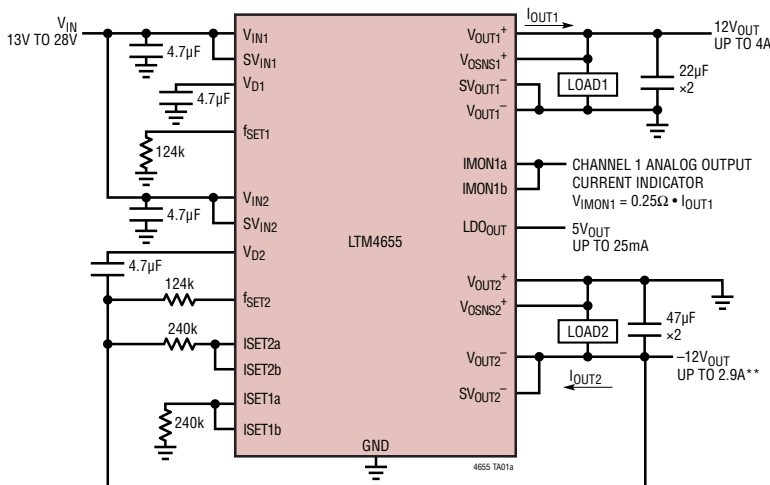 V_IN
13V TO 28V
4.7µF
4.7µF
124k
4.7µF
4.7µF
124k
240k
240k
V_IN1
SV_IN1
V_D1
f_SET1
V_IN2
SV_IN2
V_D2
f_SET2
ISET2a
ISET2b
ISET1a
ISET1b
LTM4655
GND
V_OUT1⁺
V_OSNS1⁺
SV_OUT1⁻
V_OUT1⁻
IMON1a
IMON1b
LDO_OUT
V_OUT2⁺
V_OSNS2⁺
V_OUT2⁻
SV_OUT2⁻
I_OUT1
12V_OUT
UP TO 4A
LOAD1
22µF
×2
CHANNEL 1 ANALOG OUTPUT
CURRENT INDICATOR
V_IMON1 = 0.25Ω • I_OUT1
5V_OUT
UP TO 25mA
LOAD2
47µF
×2
–12V_OUT
UP TO 2.9A**
I_OUT2
4655 TA01a